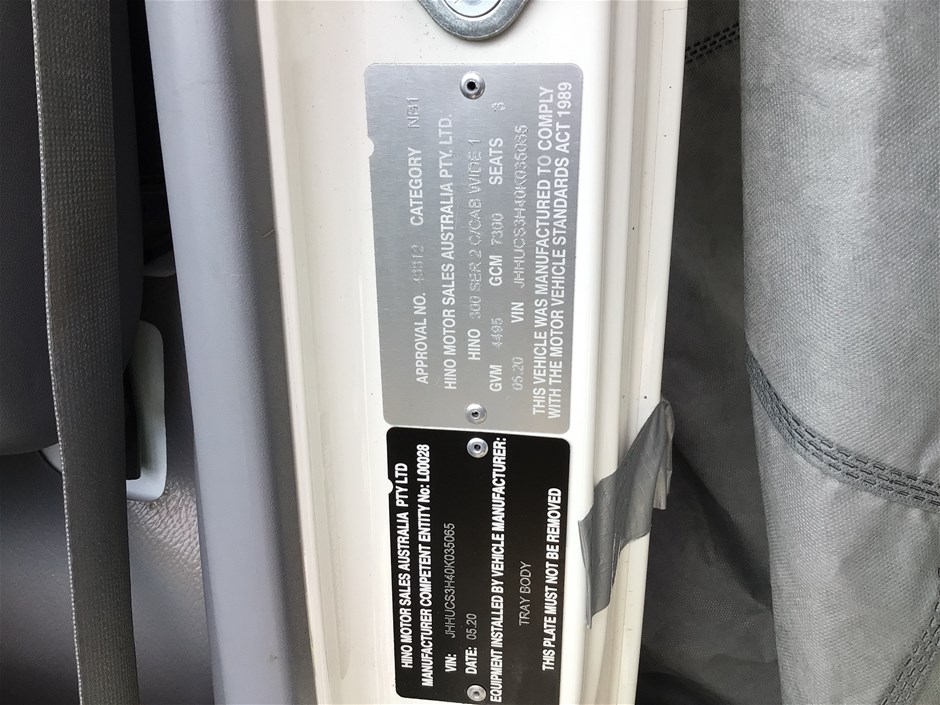 APPROVAL NO. 43512 CATEGORY NB1
HINO MOTOR SALES AUSTRALIA PTY. LTD.
HINO 300 SER 2 C/CAB WIDE 1
GVM 4495 GCM 7300 SEATS 3
05.20 VIN JHHUCS3H40K035065
THIS VEHICLE WAS MANUFACTURED TO COMPLY
WITH THE MOTOR VEHICLE STANDARDS ACT 1989
HINO MOTOR SALES AUSTRALIA PTY LTD
MANUFACTURER COMPETENT ENTITY No: L00028
VIN: JHHUCS3H40K035065
DATE: 05.20
EQUIPMENT INSTALLED BY VEHICLE MANUFACTURER:
TRAY BODY
THIS PLATE MUST NOT BE REMOVED